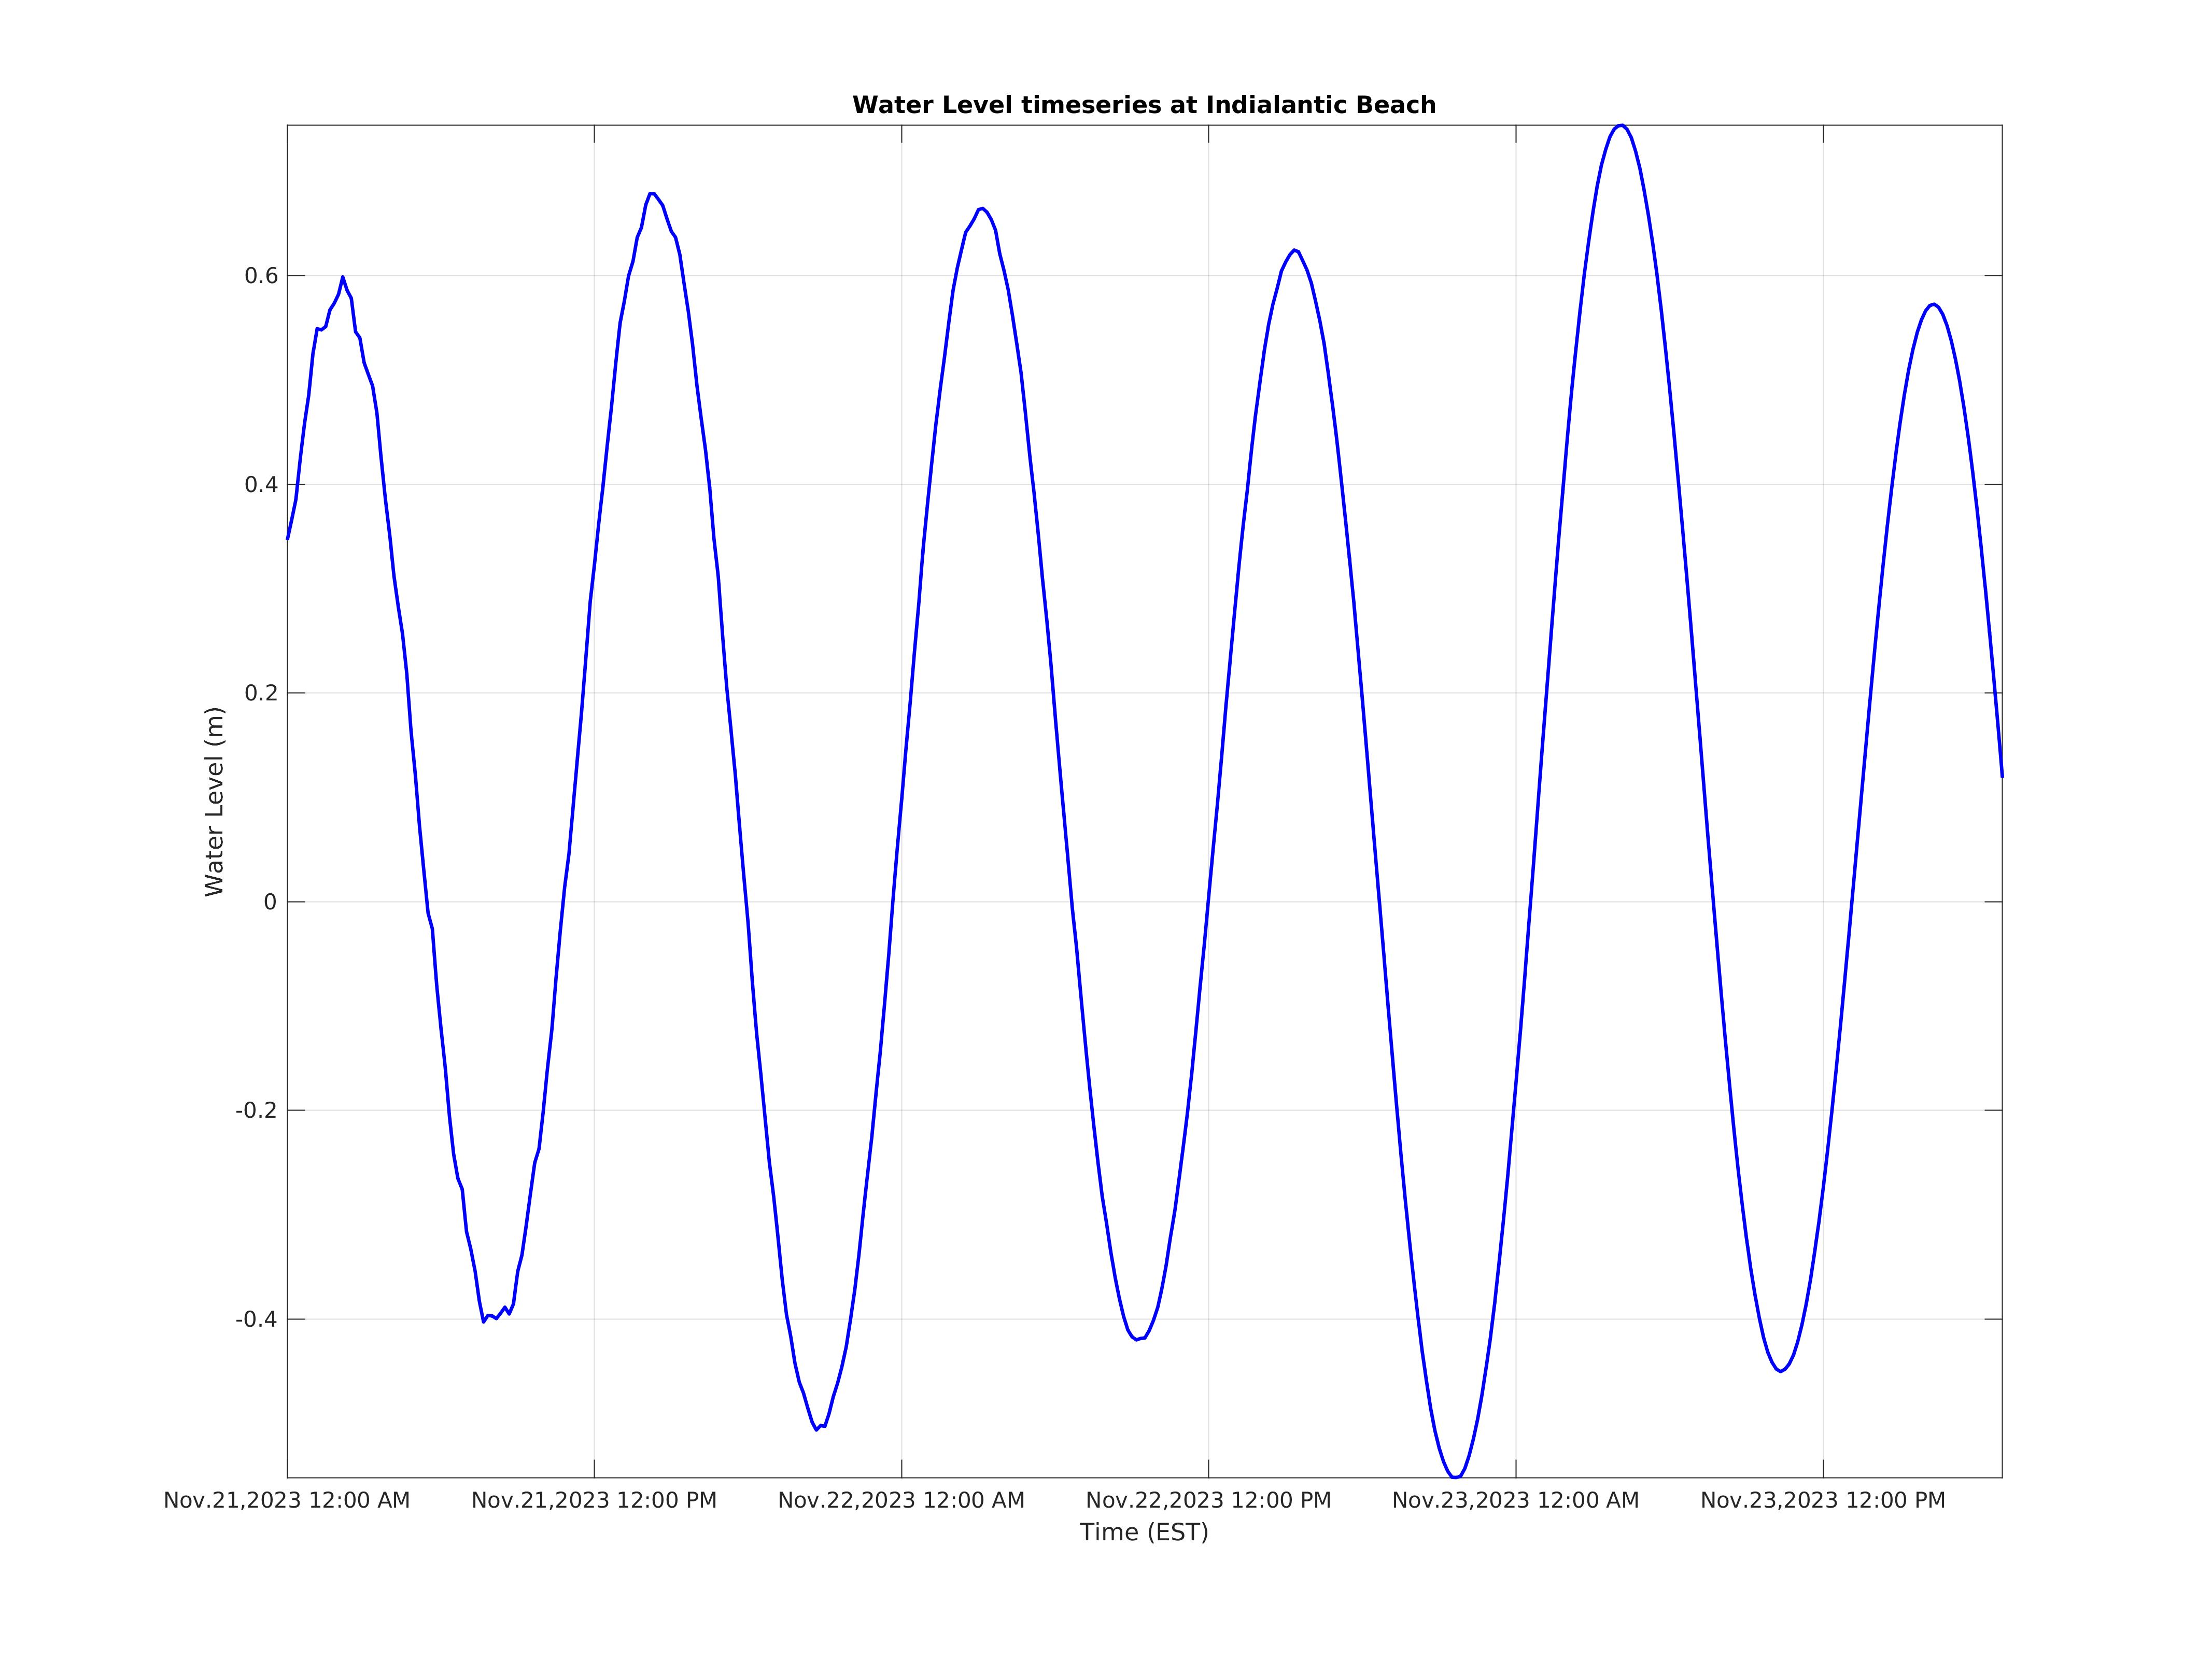 Water Level timeseries at Indialantic Beach
0.6
0.4
0.2
0
-0.2
-0.4
Water Level (m)
Nov.21,2023 12:00 AM
Nov.21,2023 12:00 PM
Nov.22,2023 12:00 AM
Nov.22,2023 12:00 PM
Nov.23,2023 12:00 AM
Nov.23,2023 12:00 PM
Time (EST)